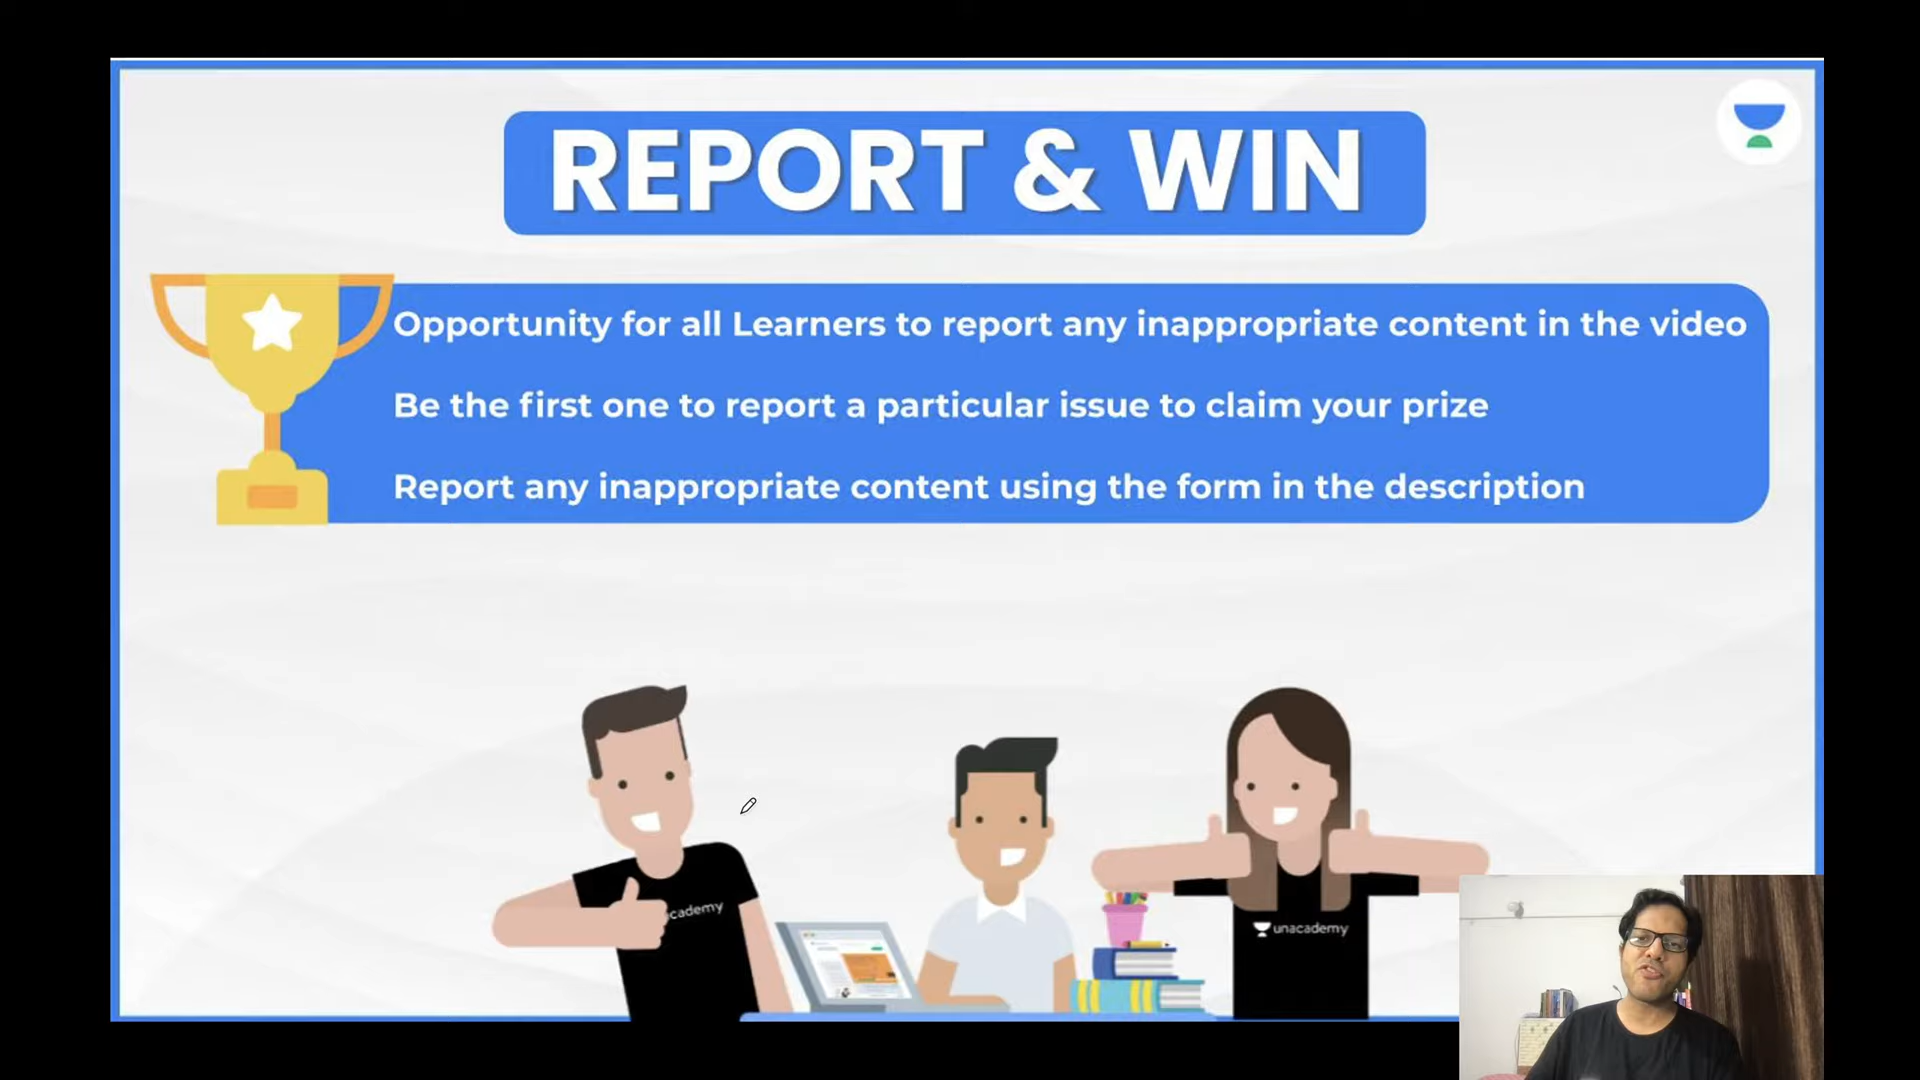 REPORT & WIN
Opportunity for all Learners to report any inappropriate content in the video
Be the first one to report a particular issue to claim your prize
Report any inappropriate content using the form in the description
academy
unacademy